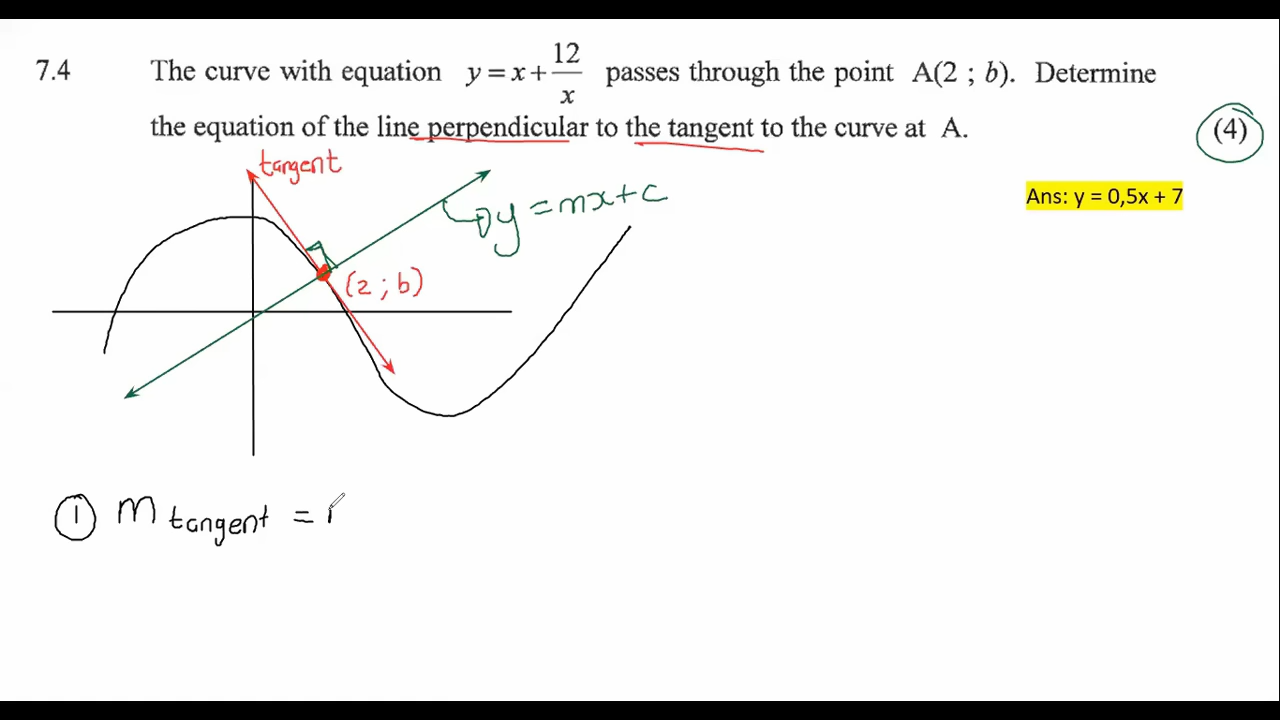 7.4 The curve with equation y = x + 12/x passes through the point A(2 ; b). Determine
the equation of the line perpendicular to the tangent to the curve at A. (4)
tangent
Ans: y = 0,5x + 7
y = mx + c
(2 ; b)
① m tangent =